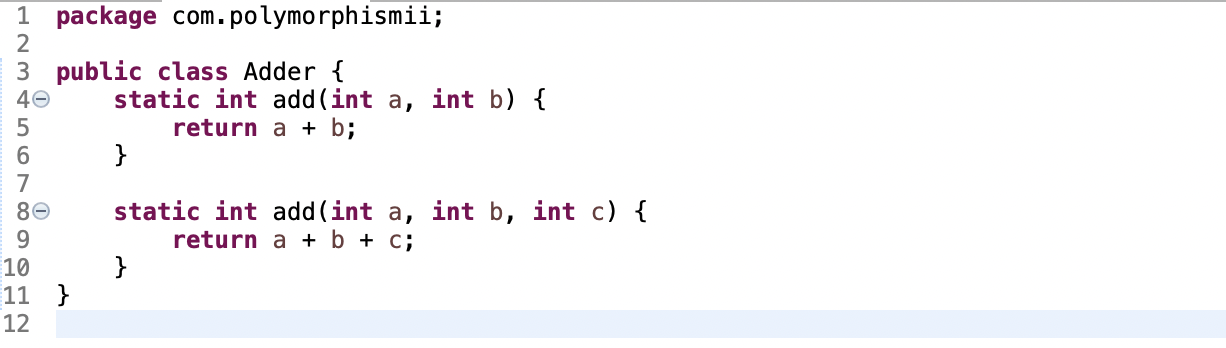 1 package com.polymorphismii;
2
3 public class Adder {
4 static int add(int a, int b) {
5 return a + b;
6 }
7
8 static int add(int a, int b, int c) {
9 return a + b + c;
10 }
11 }
12